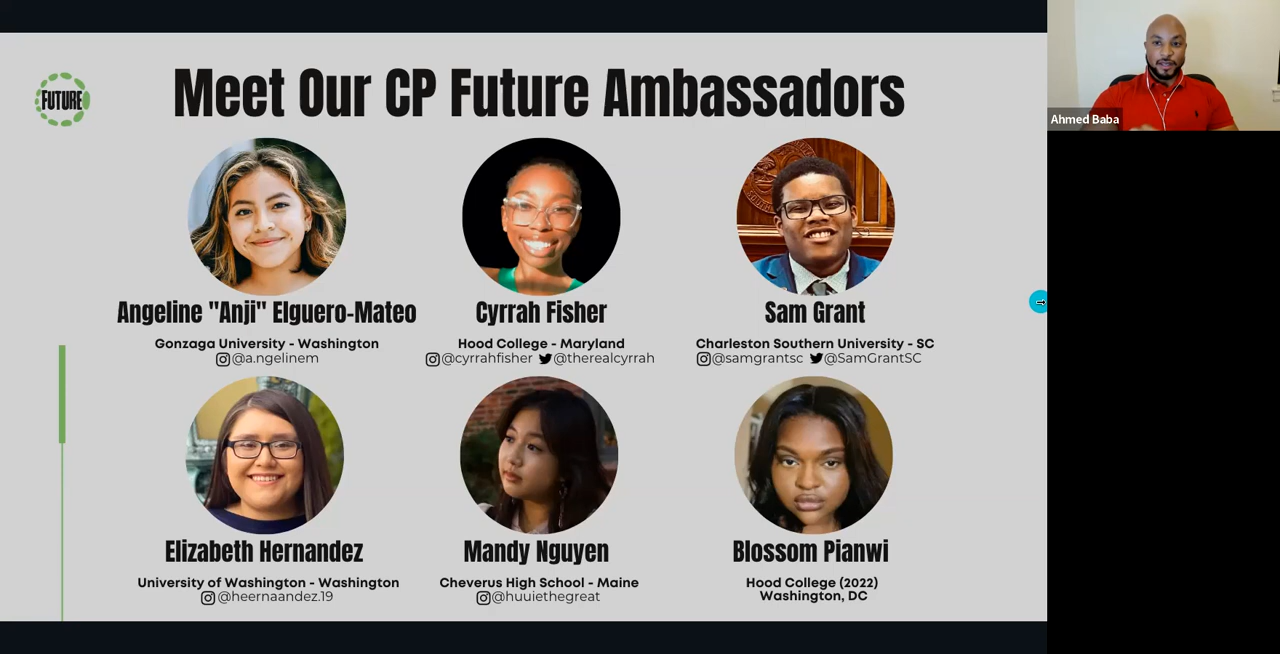 FUTURE
Meet Our CP Future Ambassadors
Ahmed Baba
Angeline "Anji" Elguero-Mateo
Gonzaga University - Washington
@a.ngelinem
Cyrrah Fisher
Hood College - Maryland
@cyrrahfisher @therealcyrrah
Sam Grant
Charleston Southern University - SC
@samgrantsc @SamGrantSC
Elizabeth Hernandez
University of Washington - Washington
@heernaandez.19
Mandy Nguyen
Cheverus High School - Maine
@huuiethegreat
Blossom Pianwi
Hood College (2022)
Washington, DC